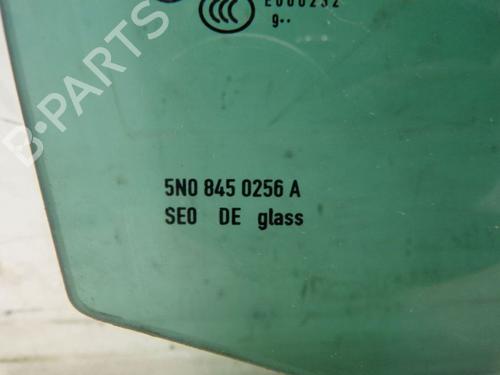 E000232
g..
5N0 845 0256 A
SEO DE glass
B-PARTS